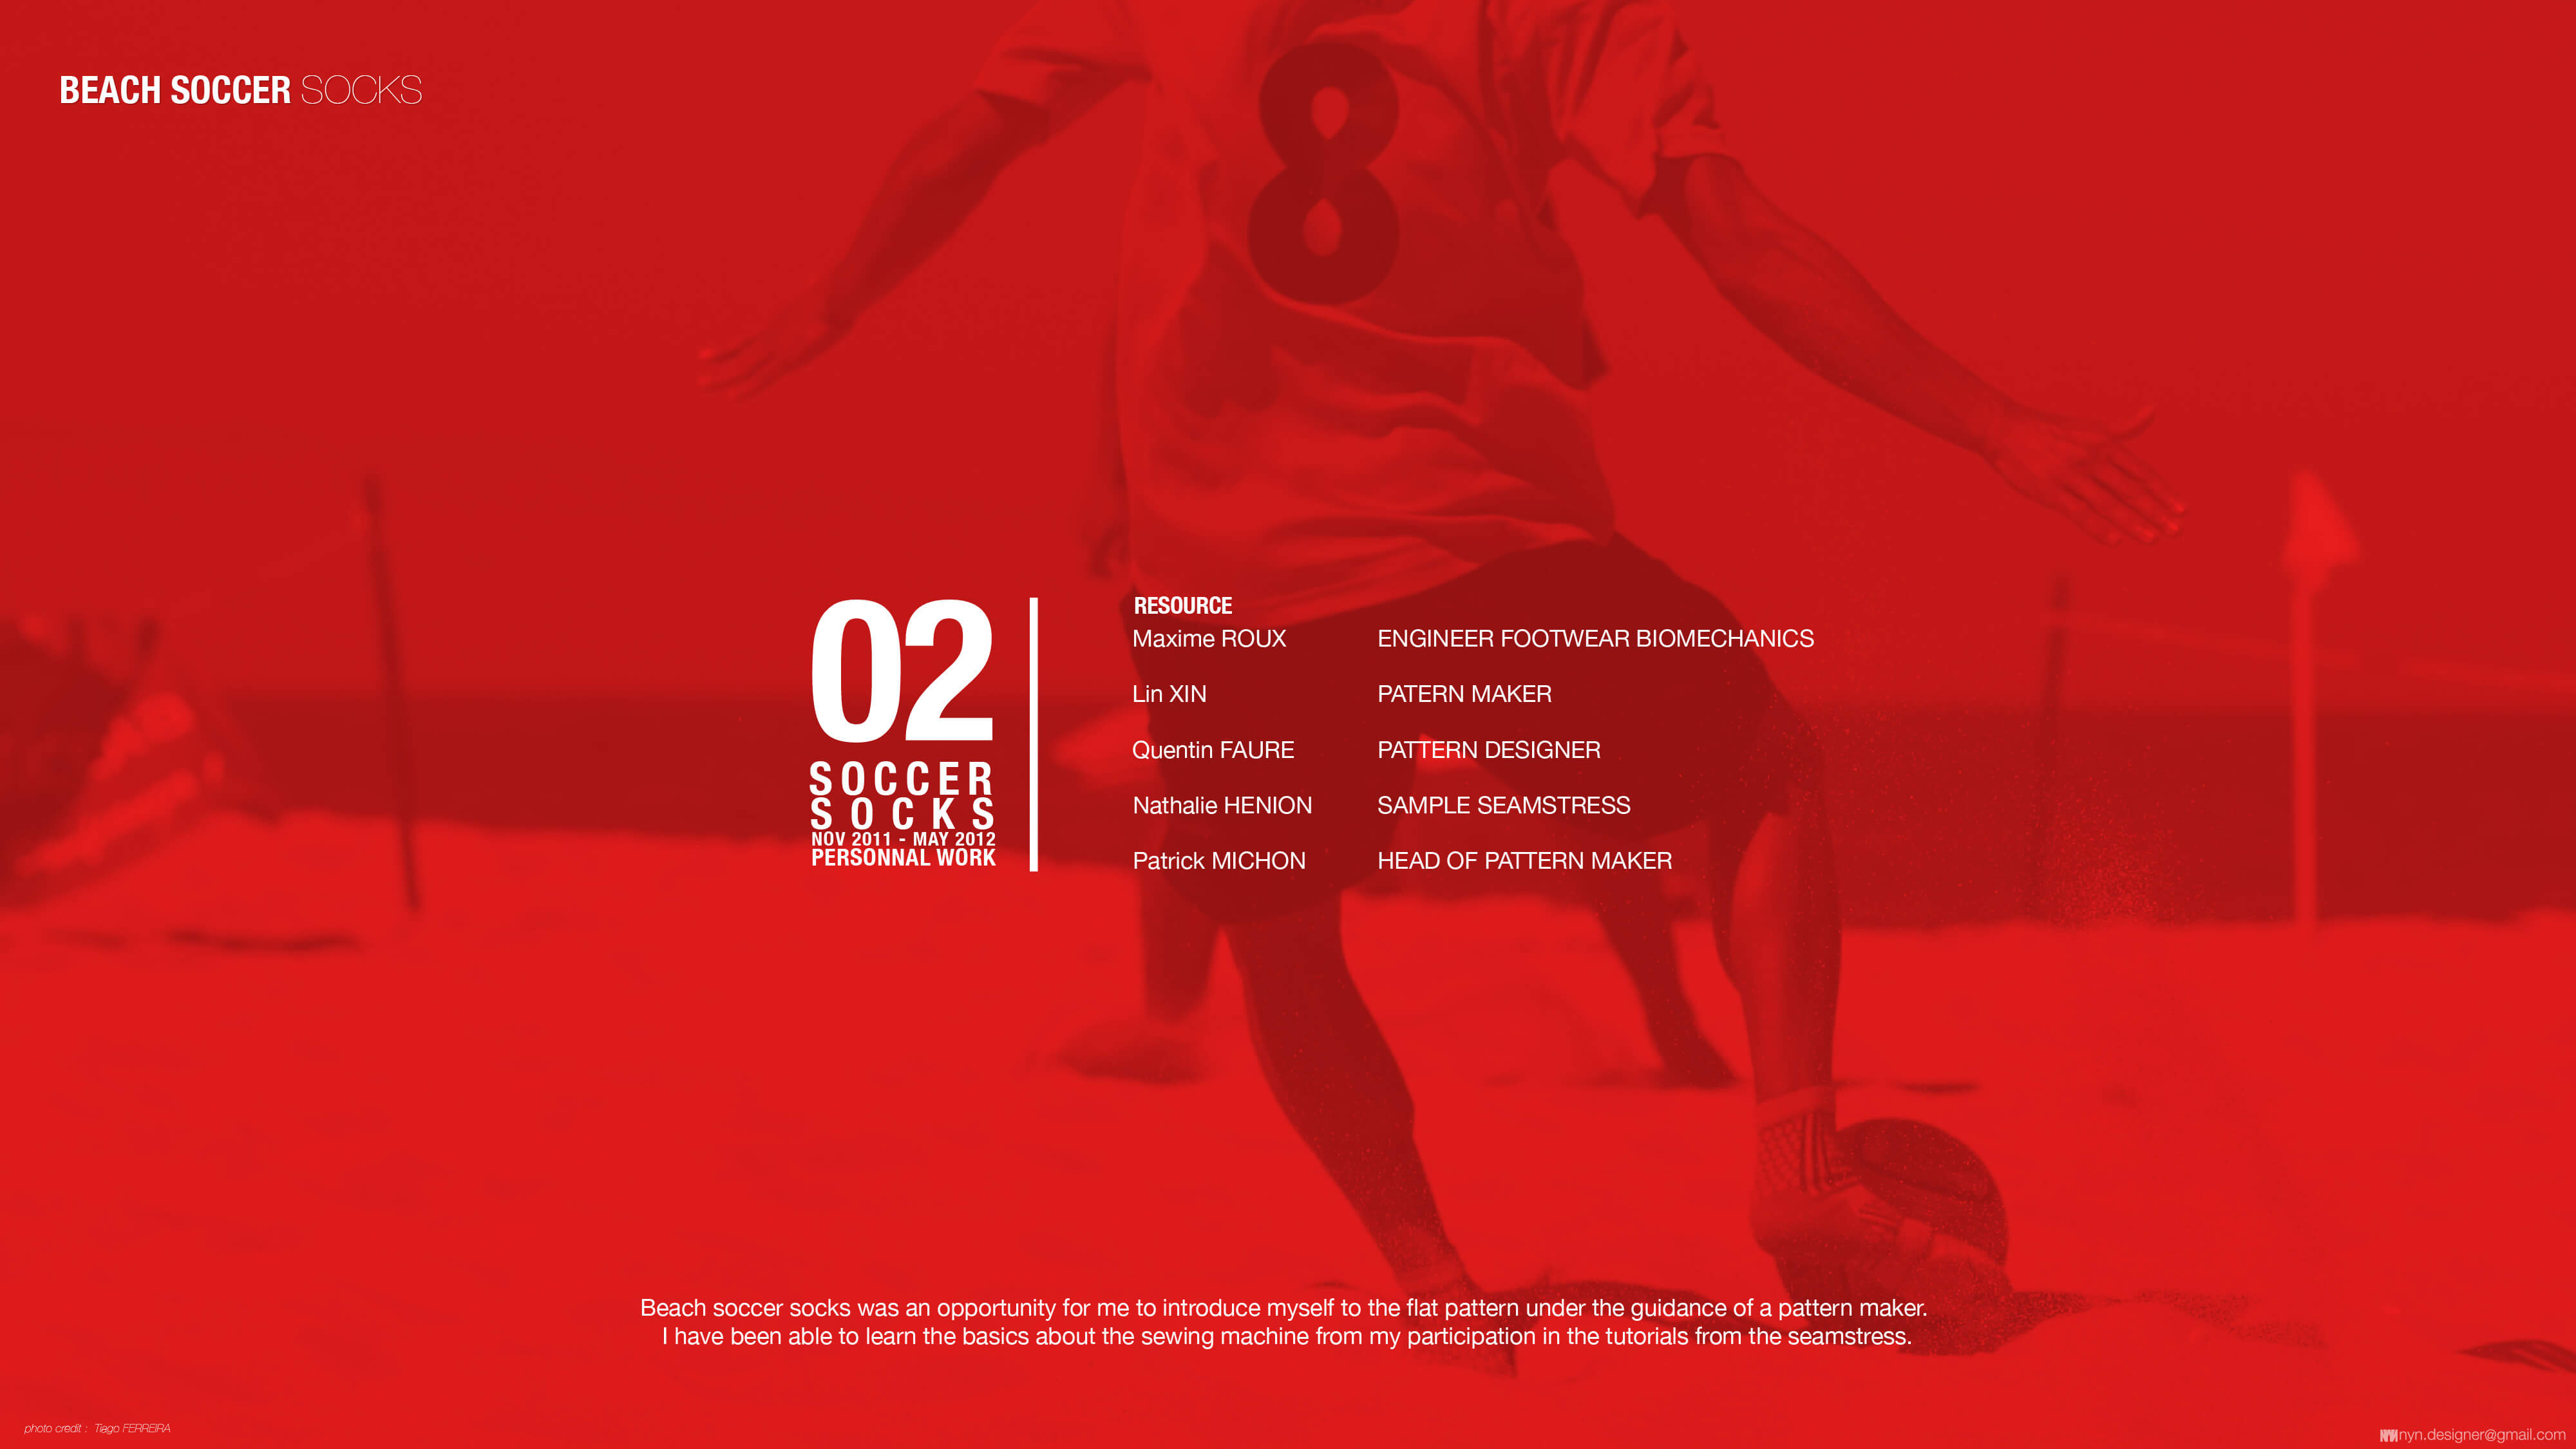 BEACH SOCCER SOCKS
8
02
SOCCER
SOCKS
NOV 2011 - MAY 2012
PERSONNAL WORK
RESOURCE
Maxime ROUX ENGINEER FOOTWEAR BIOMECHANICS
Lin XIN PATERN MAKER
Quentin FAURE PATTERN DESIGNER
Nathalie HENION SAMPLE SEAMSTRESS
Patrick MICHON HEAD OF PATTERN MAKER
Beach soccer socks was an opportunity for me to introduce myself to the flat pattern under the guidance of a pattern maker.
I have been able to learn the basics about the sewing machine from my participation in the tutorials from the seamstress.
photo credit : Tiago FERREIRA
nyn.designer@gmail.com